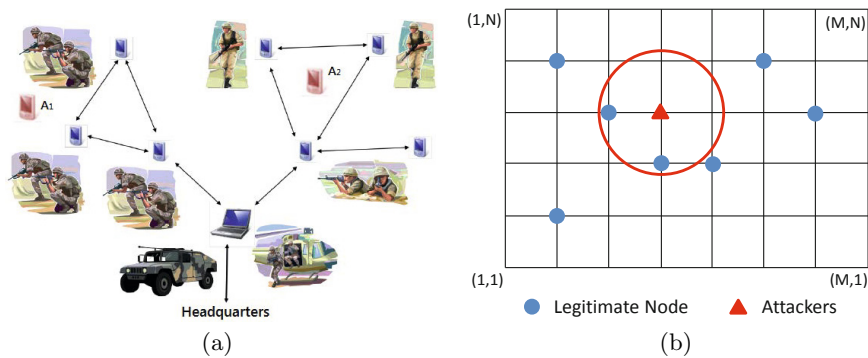 (1,N)
(M,N)
A1
A2
Headquarters
(1,1)
(M,1)
Legitimate Node
Attackers
(a)
(b)